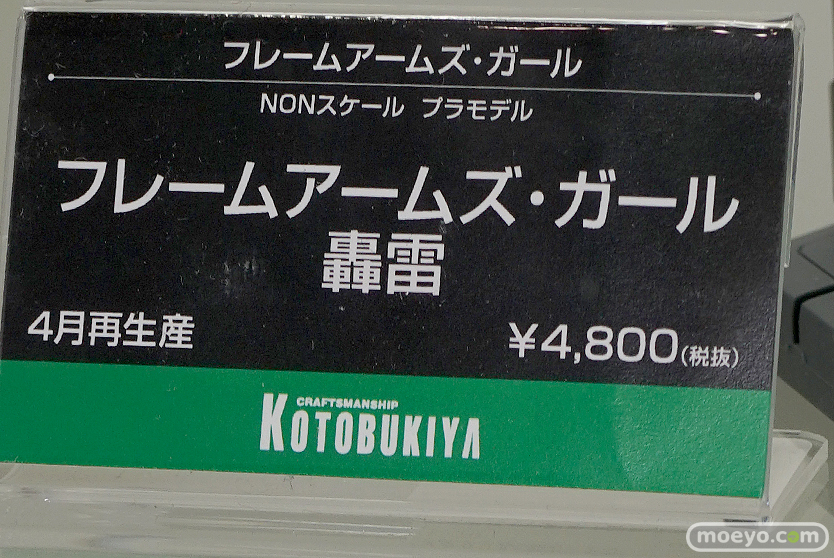 フレームアームズ・ガール
NONスケール プラモデル
フレームアームズ・ガール
轟雷
4月再生産
¥4,800(税抜)
CRAFTSMANSHIP
KOTOBUKIYA
moeyo.com